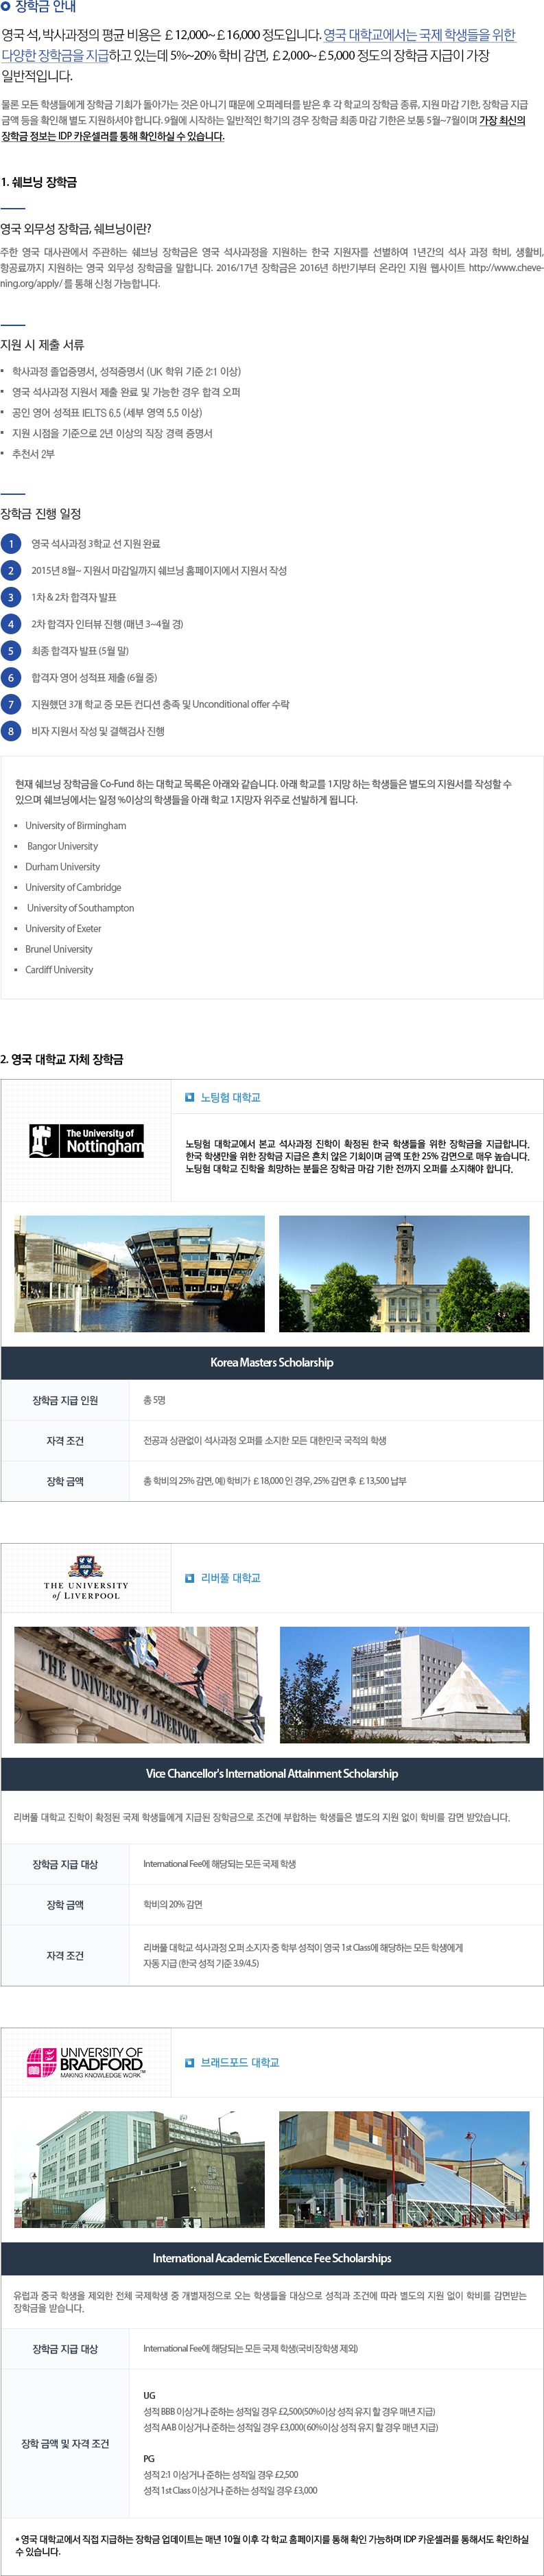 장학금 안내
영국 석, 박사과정의 평균 비용은 £12,000~£16,000 정도입니다. 영국 대학교에서는 국제 학생들을 위한
다양한 장학금을 지급하고 있는데 5%~20% 학비 감면, £2,000~£5,000 정도의 장학금 지급이 가장
일반적입니다.
물론 모든 학생들에게 장학금 기회가 돌아가는 것은 아니기 때문에 오퍼레터를 받은 후 각 학교의 장학금 종류, 지원 마감 기한, 장학금 지급
금액 등을 확인해 별도 지원하셔야 합니다. 9월에 시작하는 일반적인 학기의 경우 장학금 최종 마감 기한은 보통 5월~7월이며 가장 최신의
장학금 정보는 IDP 카운셀러를 통해 확인하실 수 있습니다.
1. 쉐브닝 장학금
영국 외무성 장학금, 쉐브닝이란?
주한 영국 대사관에서 주관하는 쉐브닝 장학금은 영국 석사과정을 지원하는 한국 지원자를 선별하여 1년간의 석사 과정 학비, 생활비,
항공료까지 지원하는 영국 외무성 장학금을 말합니다. 2016/17년 장학금은 2016년 하반기부터 온라인 지원 웹사이트 http://www.cheve-
ning.org/apply/ 를 통해 신청 가능합니다.
지원 시 제출 서류
▪ 학사과정 졸업증명서, 성적증명서 (UK 학위 기준 2:1 이상)
▪ 영국 석사과정 지원서 제출 완료 및 가능한 경우 합격 오퍼
▪ 공인 영어 성적표 IELTS 6.5 (세부 영역 5.5 이상)
▪ 지원 시점을 기준으로 2년 이상의 직장 경력 증명서
▪ 추천서 2부
장학금 진행 일정
1 영국 석사과정 3학교 선 지원 완료
2 2015년 8월~ 지원서 마감일까지 쉐브닝 홈페이지에서 지원서 작성
3 1차 & 2차 합격자 발표
4 2차 합격자 인터뷰 진행 (매년 3~4월 경)
5 최종 합격자 발표 (5월 말)
6 합격자 영어 성적표 제출 (6월 중)
7 지원했던 3개 학교 중 모든 컨디션 충족 및 Unconditional offer 수락
8 비자 지원서 작성 및 결핵검사 진행
현재 쉐브닝 장학금을 Co-Fund 하는 대학교 목록은 아래와 같습니다. 아래 학교를 1지망 하는 학생들은 별도의 지원서를 작성할 수
있으며 쉐브닝에서는 일정 %이상의 학생들을 아래 학교 1지망자 위주로 선발하게 됩니다.
▪ University of Birmingham
▪ Bangor University
▪ Durham University
▪ University of Cambridge
▪ University of Southampton
▪ University of Exeter
▪ Brunel University
▪ Cardiff University
2. 영국 대학교 자체 장학금
The University of
Nottingham
노팅험 대학교
노팅험 대학교에서 본교 석사과정 진학이 확정된 한국 학생들을 위한 장학금을 지급합니다.
한국 학생만을 위한 장학금 지급은 흔치 않은 기회이며 금액 또한 25% 감면으로 매우 높습니다.
노팅험 대학교 진학을 희망하는 분들은 장학금 마감 기한 전까지 오퍼를 소지해야 합니다.
Korea Masters Scholarship
장학금 지급 인원 총 5명
자격 조건 전공과 상관없이 석사과정 오퍼를 소지한 모든 대한민국 국적의 학생
장학 금액 총 학비의 25% 감면, 예) 학비가 £18,000 인 경우, 25% 감면 후 £13,500 납부
THE UNIVERSITY
of LIVERPOOL
리버풀 대학교
THE UNIVERSITY of LIVERPOOL
Vice Chancellor's International Attainment Scholarship
리버풀 대학교 진학이 확정된 국제 학생들에게 지급된 장학금으로 조건에 부합하는 학생들은 별도의 지원 없이 학비를 감면 받았습니다.
장학금 지급 대상 International Fee에 해당되는 모든 국제 학생
장학 금액 학비의 20% 감면
자격 조건 리버풀 대학교 석사과정 오퍼 소지자 중 학부 성적이 영국 1st Class에 해당하는 모든 학생에게
자동 지급 (한국 성적 기준 3.9/4.5)
UNIVERSITY OF
BRADFORD
MAKING KNOWLEDGE WORK™
브래드포드 대학교
International Academic Excellence Fee Scholarships
유럽과 중국 학생을 제외한 전체 국제학생 중 개별재정으로 오는 학생들을 대상으로 성적과 조건에 따라 별도의 지원 없이 학비를 감면받는
장학금을 받습니다.
장학금 지급 대상 International Fee에 해당되는 모든 국제 학생(국비장학생 제외)
장학 금액 및 자격 조건
UG
성적 BBB 이상거나 준하는 성적일 경우 £2,500(50%이상 성적 유지 할 경우 매년 지급)
성적 AAB 이상거나 준하는 성적일 경우 £3,000( 60%이상 성적 유지 할 경우 매년 지급)
PG
성적 2:1 이상거나 준하는 성적일 경우 £2,500
성적 1st Class 이상거나 준하는 성적일 경우 £3,000
* 영국 대학교에서 직접 지급하는 장학금 업데이트는 매년 10월 이후 각 학교 홈페이지를 통해 확인 가능하며 IDP 카운셀러를 통해서도 확인하실
수 있습니다.